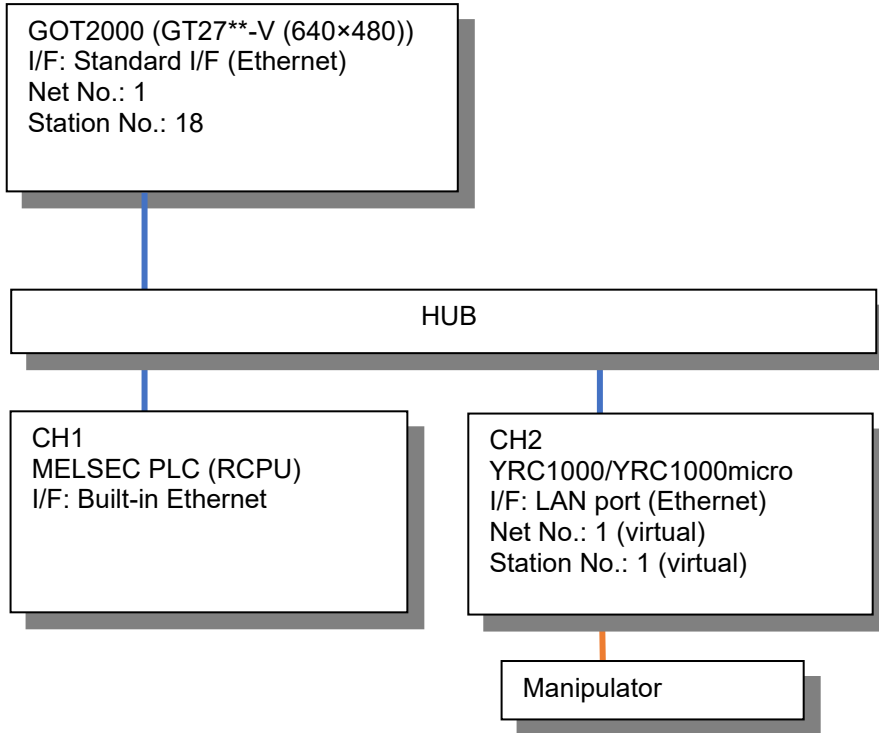 GOT2000 (GT27**-V (640×480))
I/F: Standard I/F (Ethernet)
Net No.: 1
Station No.: 18
HUB
CH1
MELSEC PLC (RCPU)
I/F: Built-in Ethernet
CH2
YRC1000/YRC1000micro
I/F: LAN port (Ethernet)
Net No.: 1 (virtual)
Station No.: 1 (virtual)
Manipulator